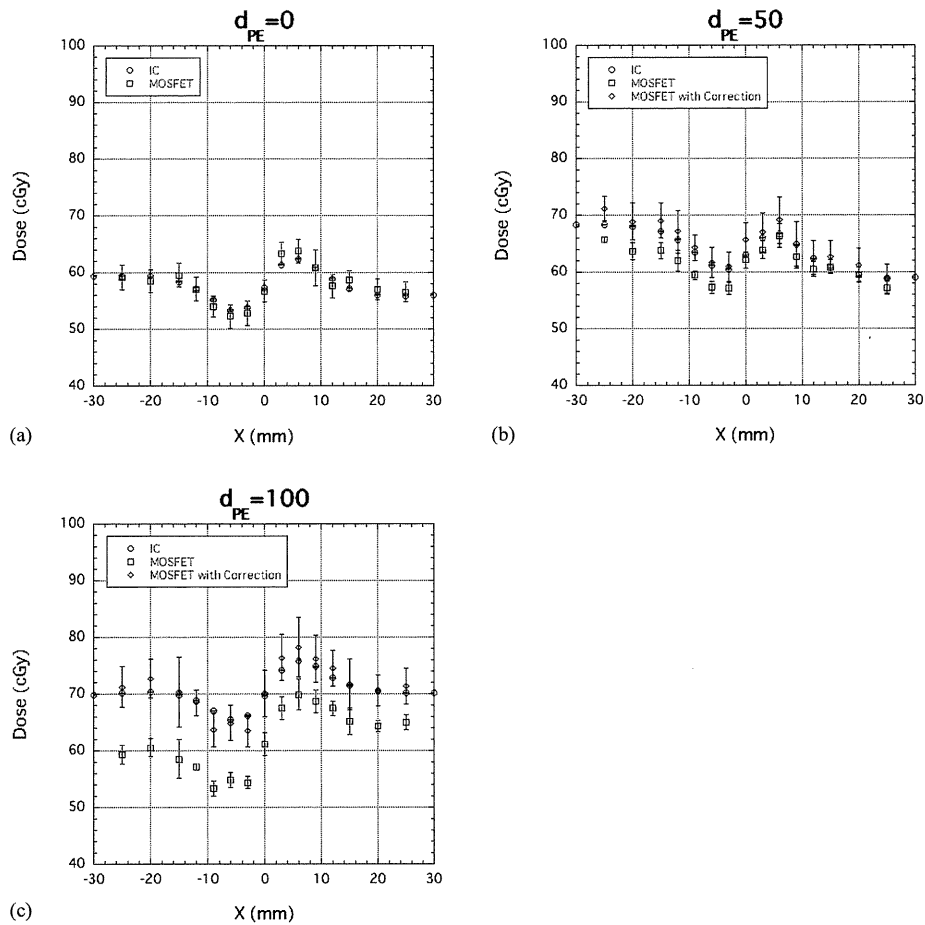 d_PE=0
100
90
80
70
60
50
40
IC
MOSFET
Dose (cGy)
-30 -20 -10 0 10 20 30
(a)
X (mm)
d_PE=50
100
90
80
70
60
50
40
IC
MOSFET
MOSFET with Correction
Dose (cGy)
-30 -20 -10 0 10 20 30
(b)
X (mm)
d_PE=100
100
90
80
70
60
50
40
IC
MOSFET
MOSFET with Correction
Dose (cGy)
-30 -20 -10 0 10 20 30
(c)
X (mm)